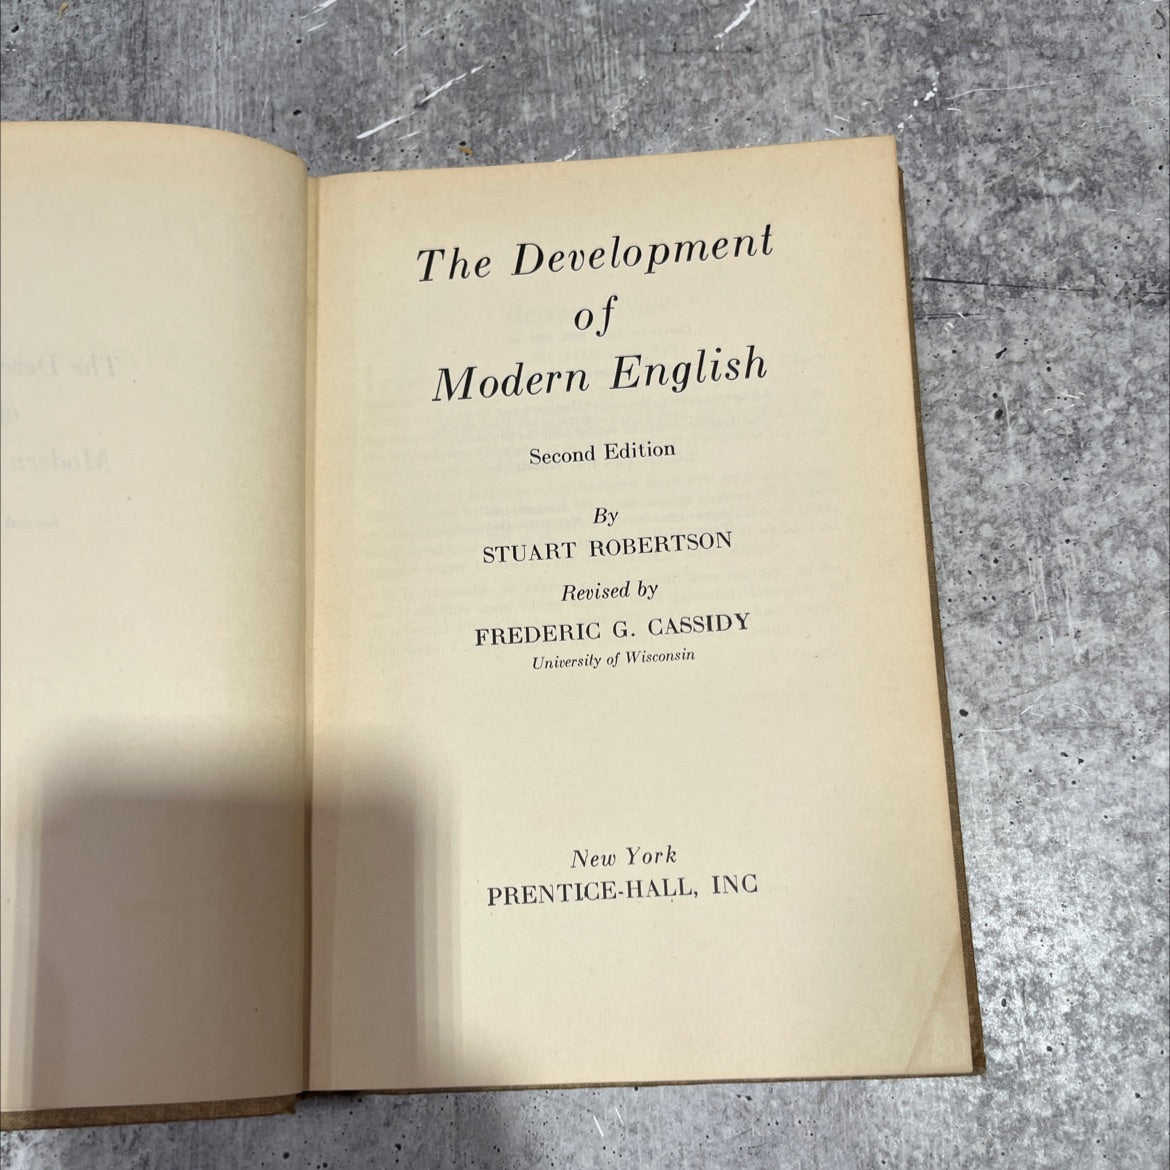 The Development
of
Modern English
Second Edition
By
STUART ROBERTSON
Revised by
FREDERIC G. CASSIDY
University of Wisconsin
New York
PRENTICE-HALL, INC